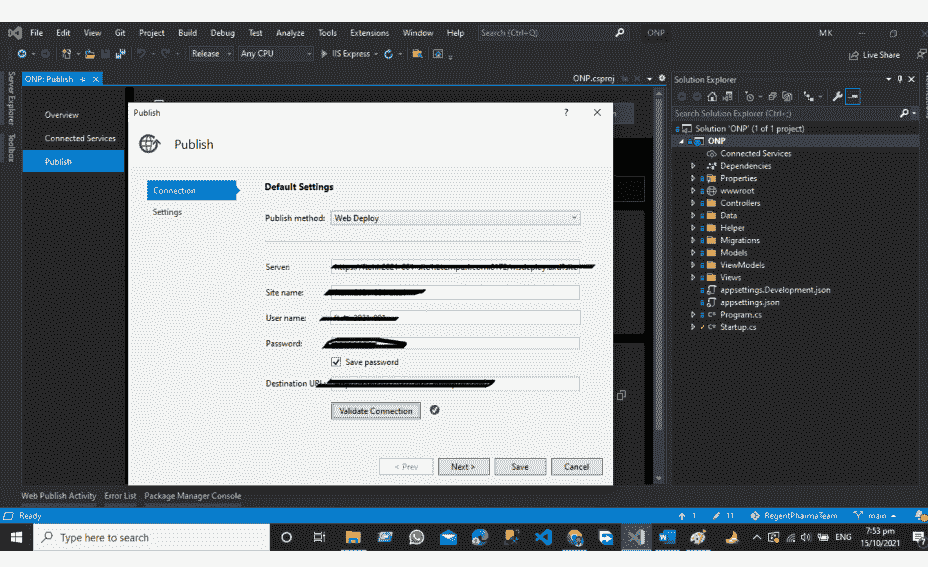 File Edit View Git Project Build Debug Test Analyze Tools Extensions Window Help Search (Ctrl+Q) ONP MK
Release Any CPU IIS Express Live Share
Server Explorer
Toolbox
ONP: Publish
ONP.csproj
Overview
Connected Services
Publish
Publish
?
Publish
Connection
Settings
Default Settings
Publish method: Web Deploy
Server:
Site name:
User name:
Password:
Save password
Destination URL:
Validate Connection
< Prev Next > Save Cancel
Solution Explorer
Search Solution Explorer (Ctrl+;)
Solution 'ONP' (1 of 1 project)
ONP
Connected Services
Dependencies
Properties
wwwroot
Controllers
Data
Helper
Migrations
Models
ViewModels
Views
appsettings.Development.json
appsettings.json
C# Program.cs
C# Startup.cs
Web Publish Activity Error List Package Manager Console
Ready 1 11 RegentPharmaTeam main
Type here to search
ENG
7:53 pm
15/10/2021